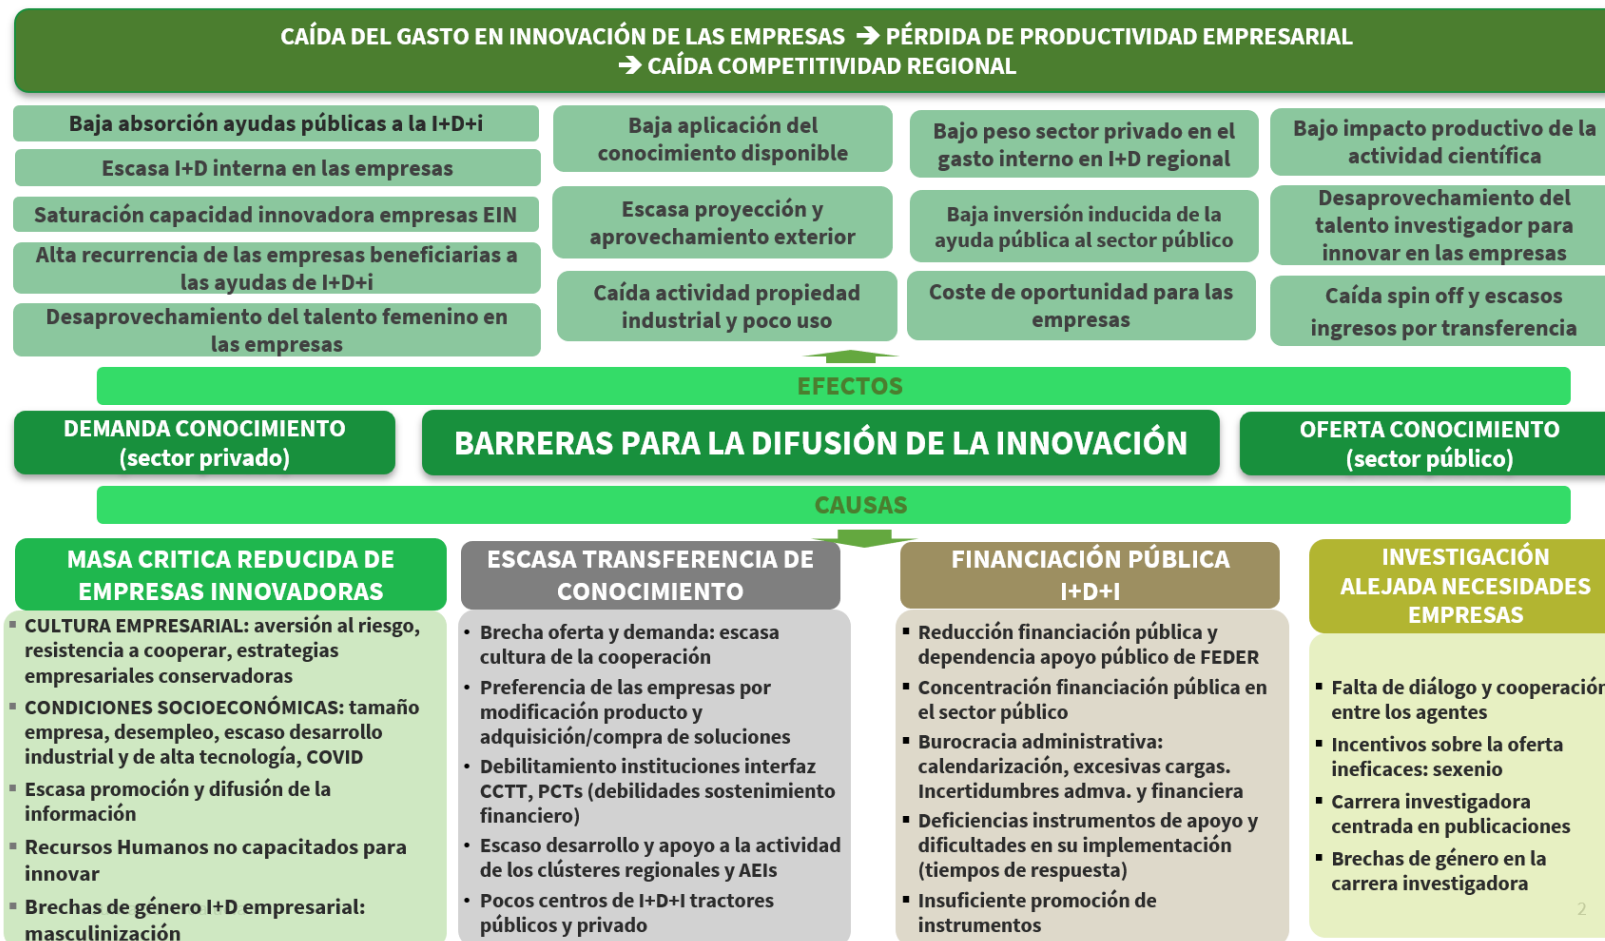 CAÍDA DEL GASTO EN INNOVACIÓN DE LAS EMPRESAS ➔ PÉRDIDA DE PRODUCTIVIDAD EMPRESARIAL
➔ CAÍDA COMPETITIVIDAD REGIONAL
Baja absorción ayudas públicas a la I+D+i
Escasa I+D interna en las empresas
Saturación capacidad innovadora empresas EIN
Alta recurrencia de las empresas beneficiarias a
las ayudas de I+D+i
Desaprovechamiento del talento femenino en
las empresas
Baja aplicación del
conocimiento disponible
Escasa proyección y
aprovechamiento exterior
Caída actividad propiedad
industrial y poco uso
Bajo peso sector privado en el
gasto interno en I+D regional
Baja inversión inducida de la
ayuda pública al sector público
Coste de oportunidad para las
empresas
Bajo impacto productivo de la
actividad científica
Desaprovechamiento del
talento investigador para
innovar en las empresas
Caída spin off y escasos
ingresos por transferencia
EFECTOS
DEMANDA CONOCIMIENTO
(sector privado)
BARRERAS PARA LA DIFUSIÓN DE LA INNOVACIÓN
OFERTA CONOCIMIENTO
(sector público)
CAUSAS
MASA CRITICA REDUCIDA DE
EMPRESAS INNOVADORAS
▪ CULTURA EMPRESARIAL: aversión al riesgo,
resistencia a cooperar, estrategias
empresariales conservadoras
▪ CONDICIONES SOCIOECONÓMICAS: tamaño
empresa, desempleo, escaso desarrollo
industrial y de alta tecnología, COVID
▪ Escasa promoción y difusión de la
información
▪ Recursos Humanos no capacitados para
innovar
▪ Brechas de género I+D empresarial:
masculinización
ESCASA TRANSFERENCIA DE
CONOCIMIENTO
• Brecha oferta y demanda: escasa
cultura de la cooperación
• Preferencia de las empresas por
modificación producto y
adquisición/compra de soluciones
• Debilitamiento instituciones interfaz
CCTT, PCTs (debilidades sostenimiento
financiero)
• Escaso desarrollo y apoyo a la actividad
de los clústeres regionales y AEIs
• Pocos centros de I+D+I tractores
públicos y privado
FINANCIACIÓN PÚBLICA
I+D+I
▪ Reducción financiación pública y
dependencia apoyo público de FEDER
▪ Concentración financiación pública en
el sector público
▪ Burocracia administrativa:
calendarización, excesivas cargas.
Incertidumbres admva. y financiera
▪ Deficiencias instrumentos de apoyo y
dificultades en su implementación
(tiempos de respuesta)
▪ Insuficiente promoción de
instrumentos
INVESTIGACIÓN
ALEJADA NECESIDADES
EMPRESAS
▪ Falta de diálogo y cooperación
entre los agentes
▪ Incentivos sobre la oferta
ineficaces: sexenio
▪ Carrera investigadora
centrada en publicaciones
▪ Brechas de género en la
carrera investigadora
2